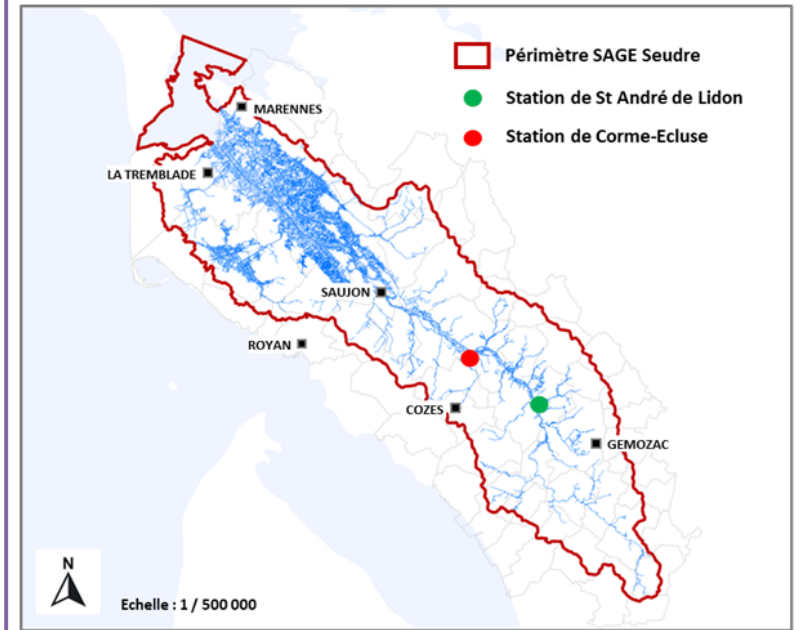 Périmètre SAGE Seudre
Station de St André de Lidon
Station de Corme-Ecluse
MARENNES
LA TREMBLADE
SAUJON
ROYAN
COZES
GEMOZAC
N
Echelle : 1 / 500 000